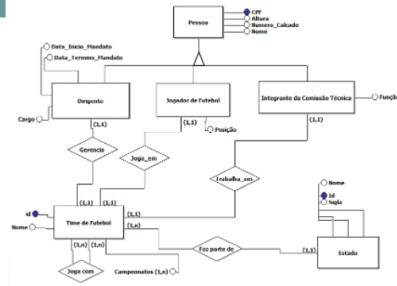 Pessoa
CPF
Altura
Numero_Calcado
Nome
Data_Inicio_Mandato
Data_Termino_Mandato
Dirigente
Cargo
(1,1)
Jogador de Futebol
(1,1)
Posição
Integrante da Comissão Técnica
Função
(1,1)
Gerencia
Joga_em
Trabalha_em
(1,1)
(1,1)
id
Nome
Time de Futebol
(1,1)
(1,n)
(1,n)
(1,n)
Joga com
Campeonatos (1,n)
Faz parte de
(1,1)
Nome
Id
Sigla
Estado